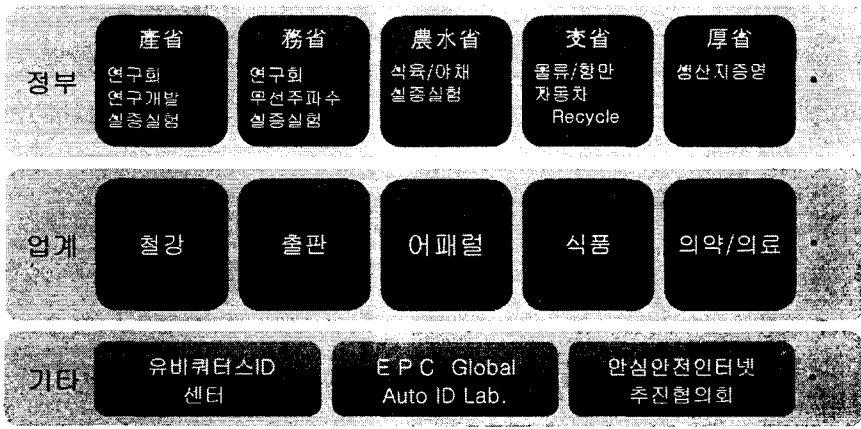 정부
産省
연구회
연구개발
실증실험
務省
연구회
무선주파수
실증실험
農水省
식육/야채
실증실험
交省
물류/항만
자동차
Recycle
厚省
생산지증명
업계
철강
출판
어패럴
식품
의약/의료
기타
유비쿼터스ID
센터
EPC Global
Auto ID Lab.
안심안전인터넷
추진협의회